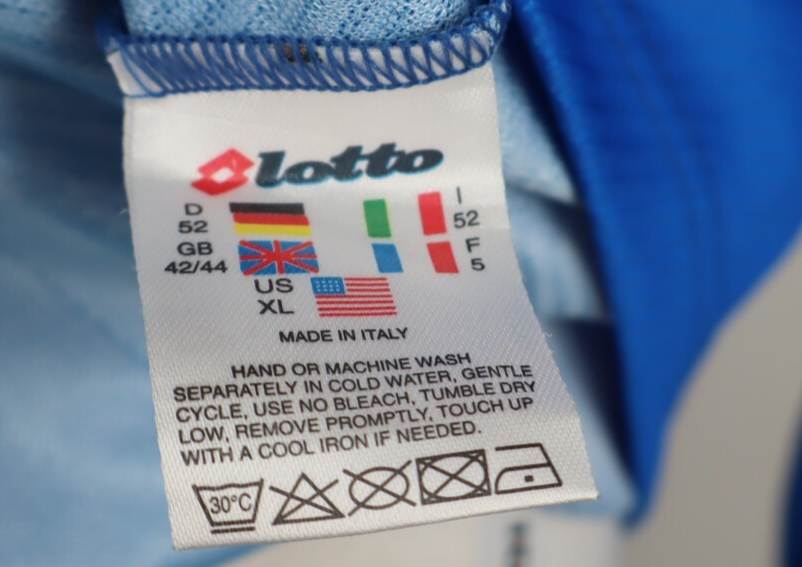 lotto
D
52
I
52
GB
42/44
F
5
US
XL
MADE IN ITALY
HAND OR MACHINE WASH
SEPARATELY IN COLD WATER, GENTLE
CYCLE, USE NO BLEACH, TUMBLE DRY
LOW, REMOVE PROMPTLY, TOUCH UP
WITH A COOL IRON IF NEEDED.
30°C